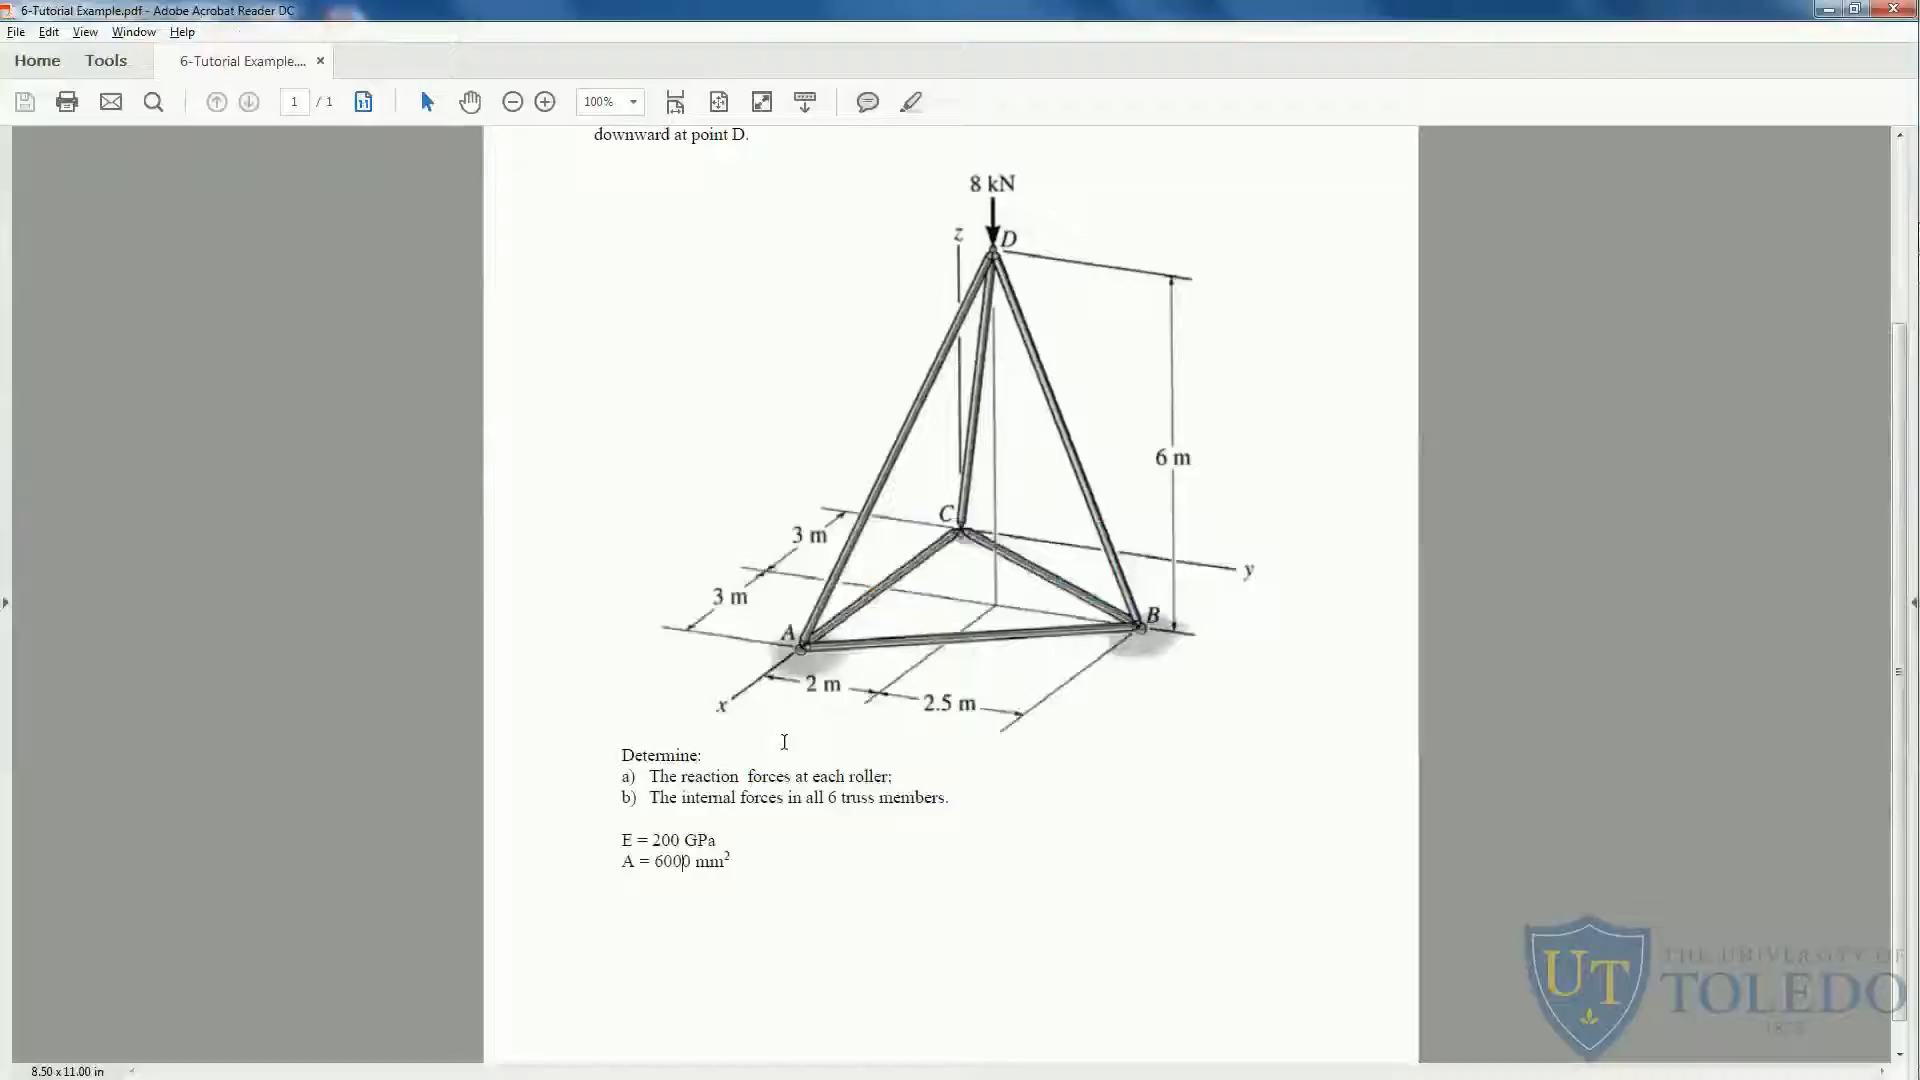 6-Tutorial Example.pdf - Adobe Acrobat Reader DC
File Edit View Window Help
Home Tools 6-Tutorial Example.... ×
1 / 1 100%
downward at point D.
8 kN
z D
6 m
C
3 m
y
3 m
B
A
2 m
2.5 m
x
Determine:
a) The reaction forces at each roller;
b) The internal forces in all 6 truss members.
E = 200 GPa
A = 6000 mm²
UT
THE UNIVERSITY OF
TOLEDO
1872
8.50 x 11.00 in